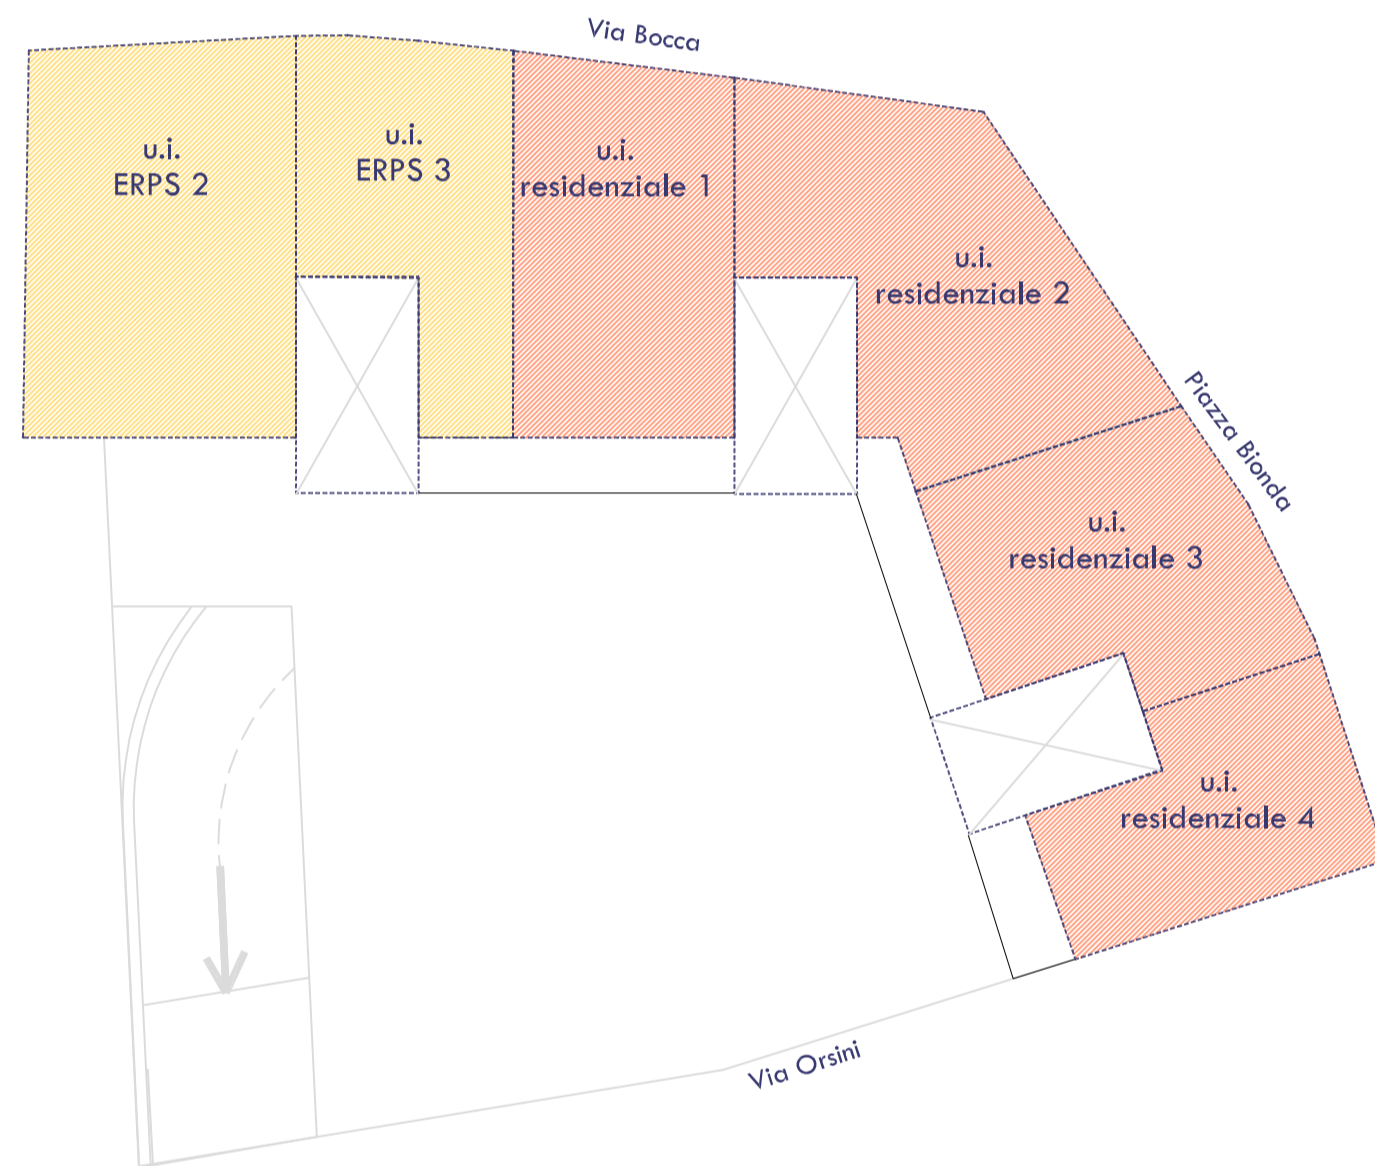 Via Bocca
u.i.
ERPS 2
u.i.
ERPS 3
u.i.
residenziale 1
u.i.
residenziale 2
Piazza Bionda
u.i.
residenziale 3
u.i.
residenziale 4
Via Orsini